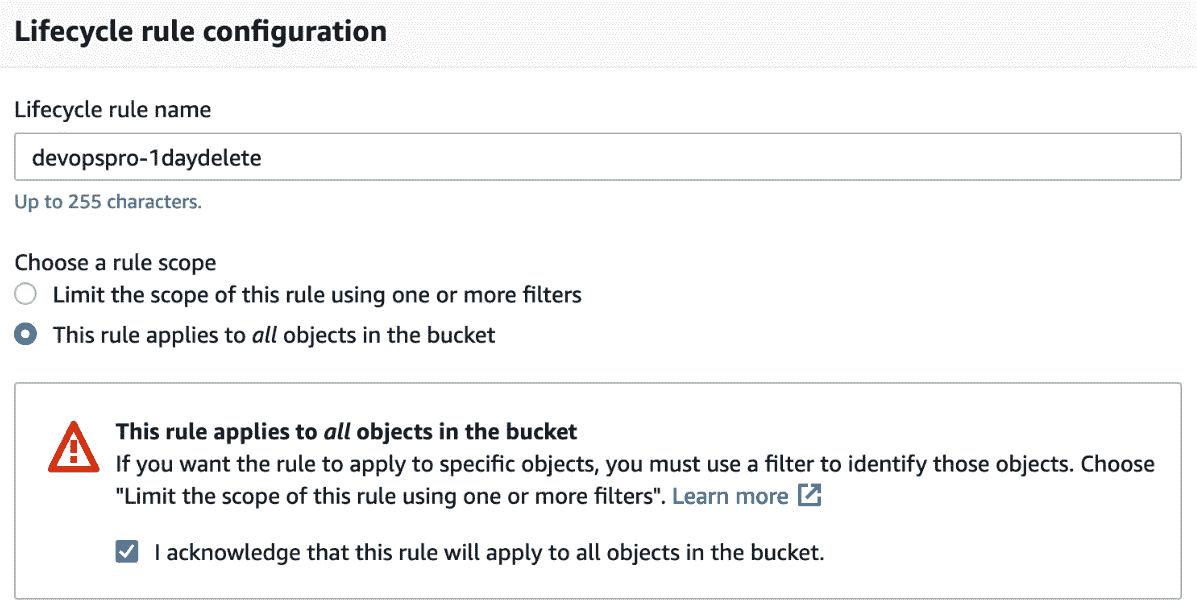 Lifecycle rule configuration
Lifecycle rule name
devopspro-1daydelete
Up to 255 characters.
Choose a rule scope
Limit the scope of this rule using one or more filters
This rule applies to all objects in the bucket
This rule applies to all objects in the bucket
If you want the rule to apply to specific objects, you must use a filter to identify those objects. Choose
"Limit the scope of this rule using one or more filters". Learn more
I acknowledge that this rule will apply to all objects in the bucket.